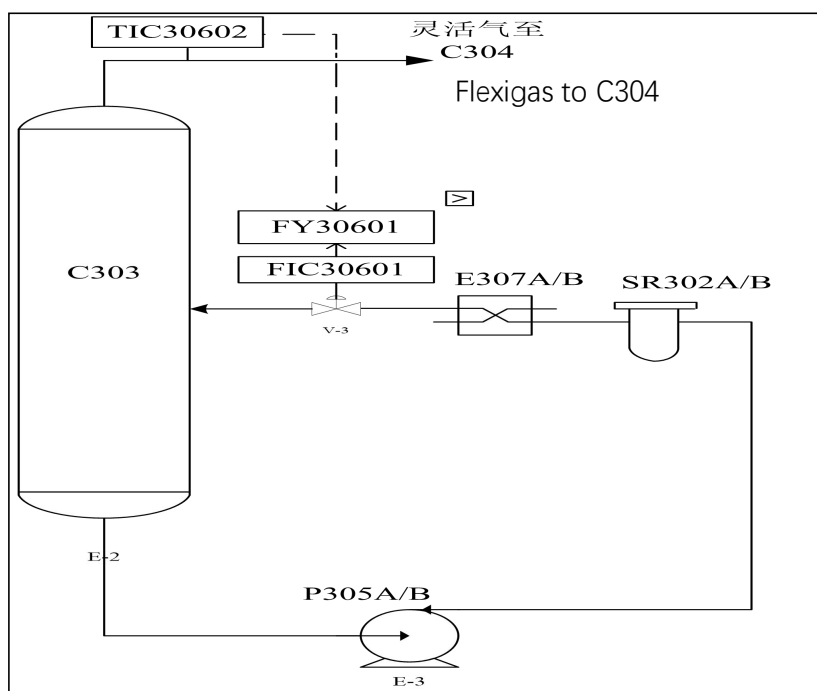 TIC30602
灵活气至
C304
Flexigas to C304
>
FY30601
C303
FIC30601
E307A/B
SR302A/B
V-3
E-2
P305A/B
E-3